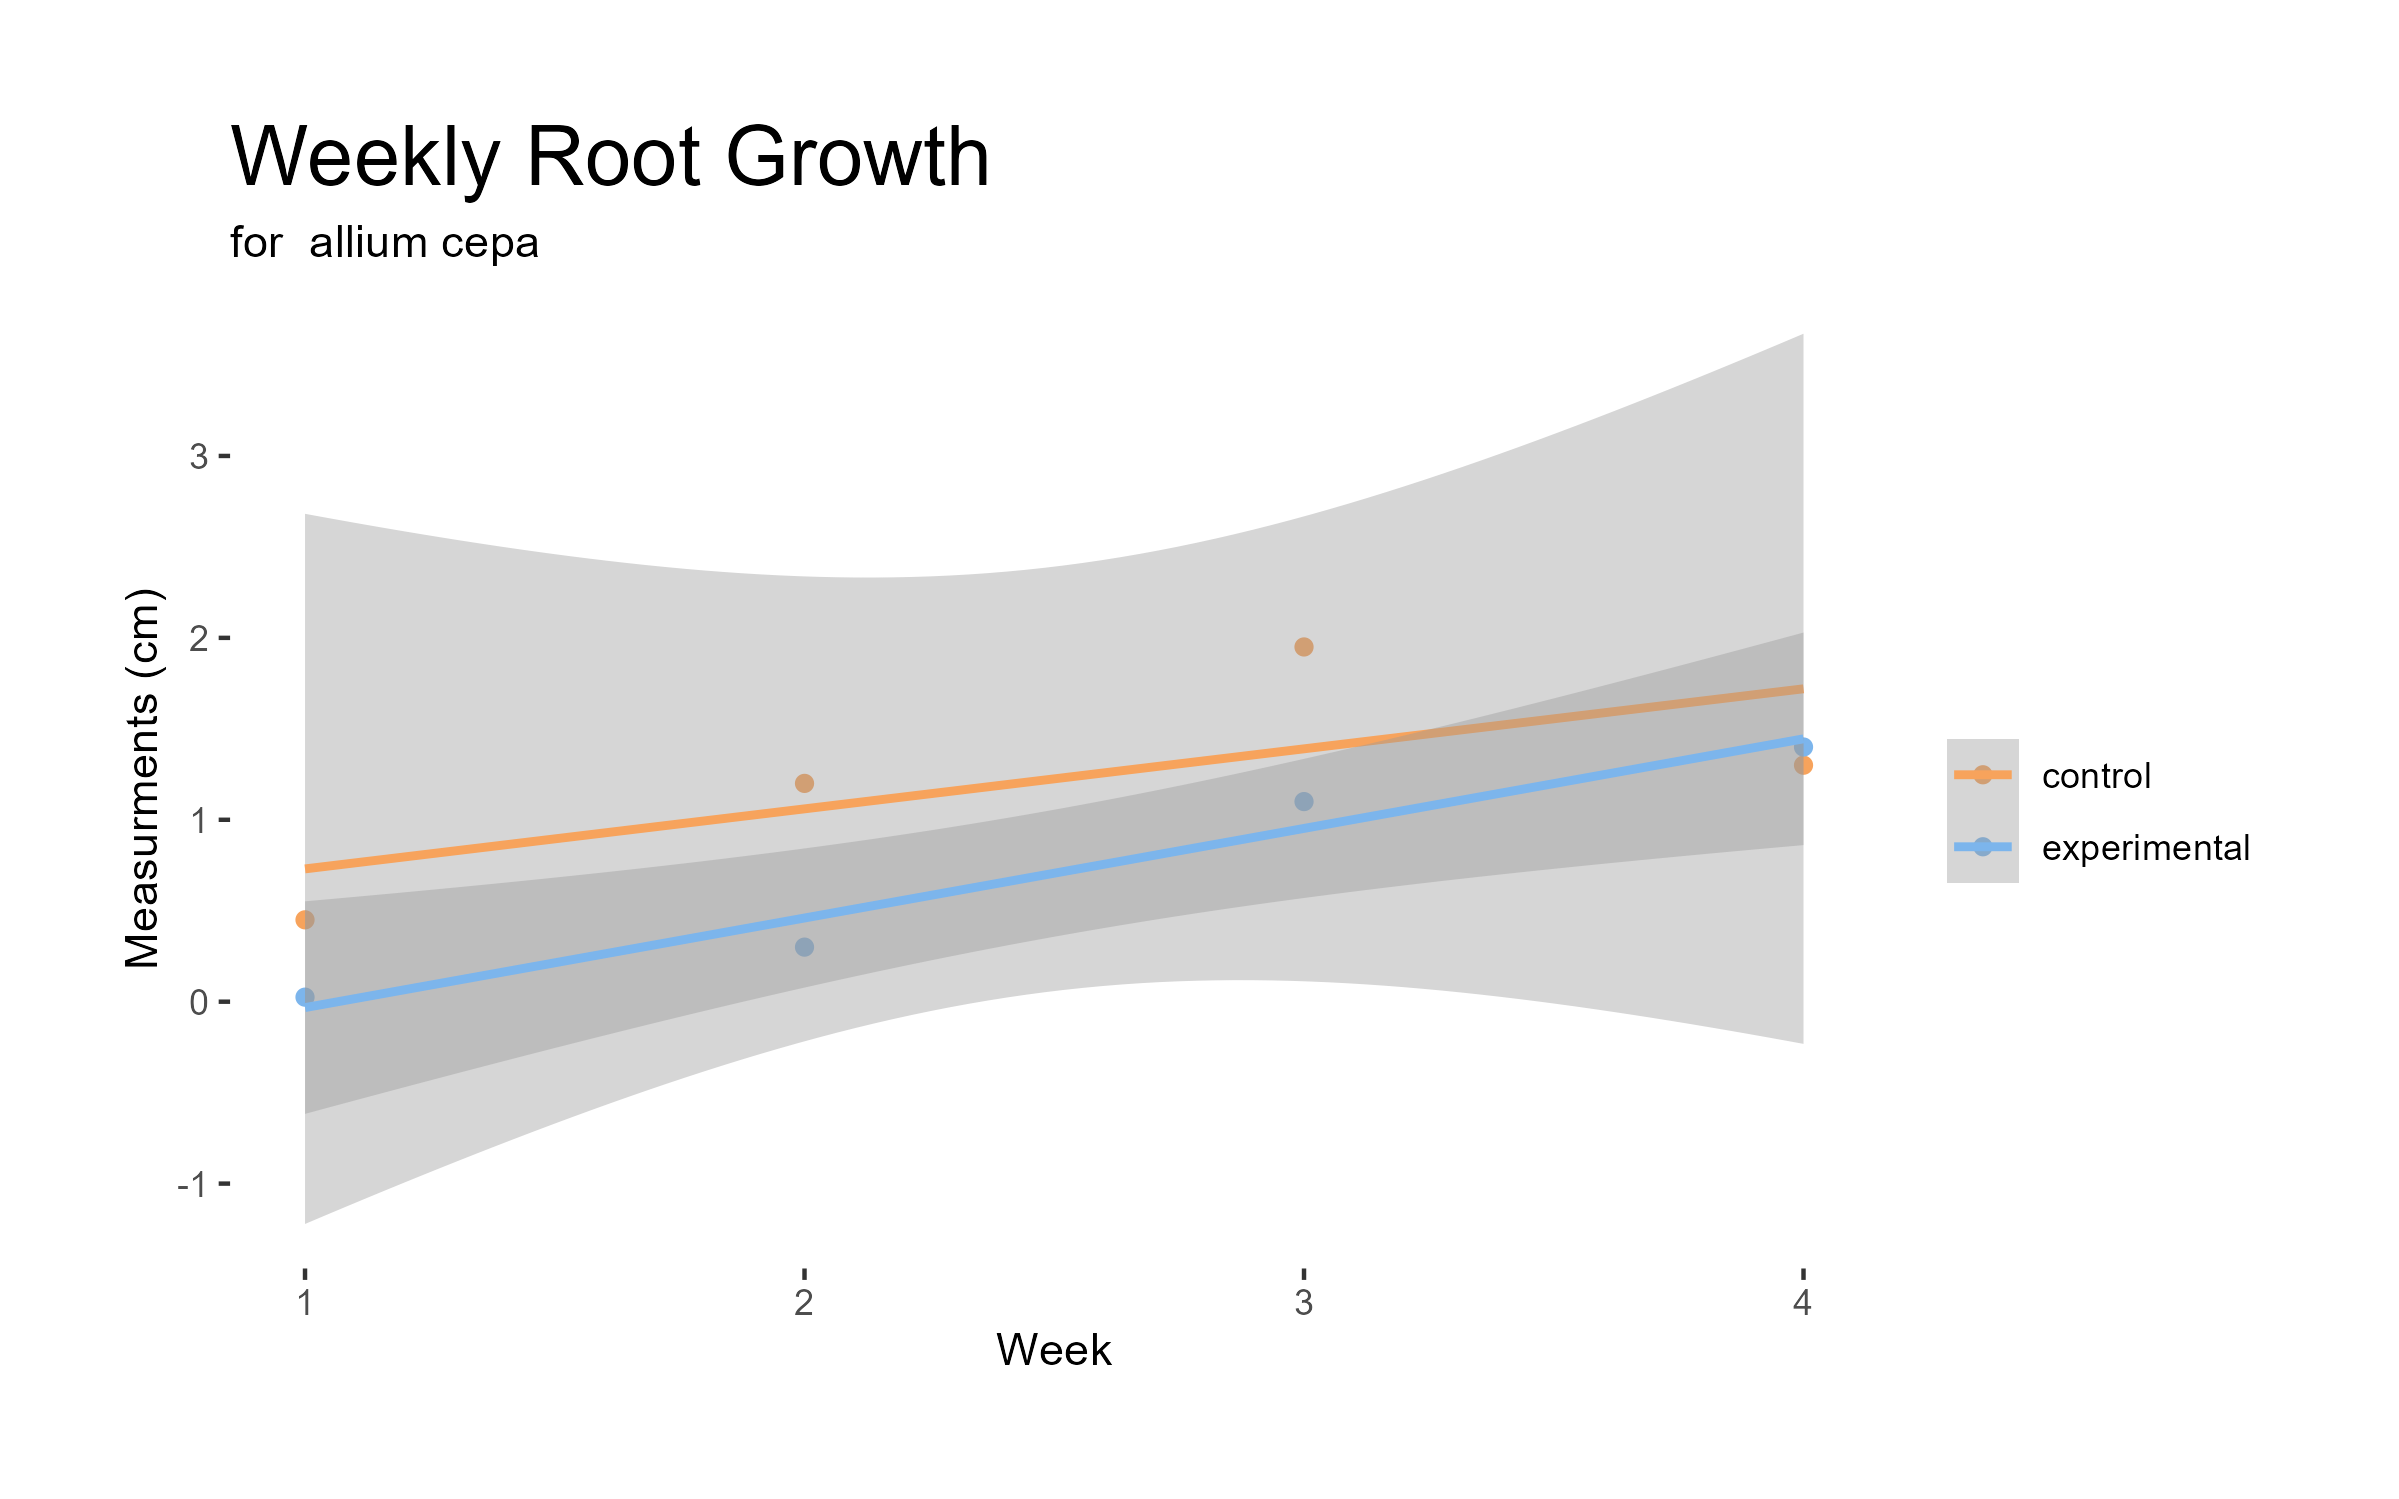 Weekly Root Growth
for  allium cepa
Measurments (cm)
3
2
1
0
-1
1
2
3
4
Week
control
experimental